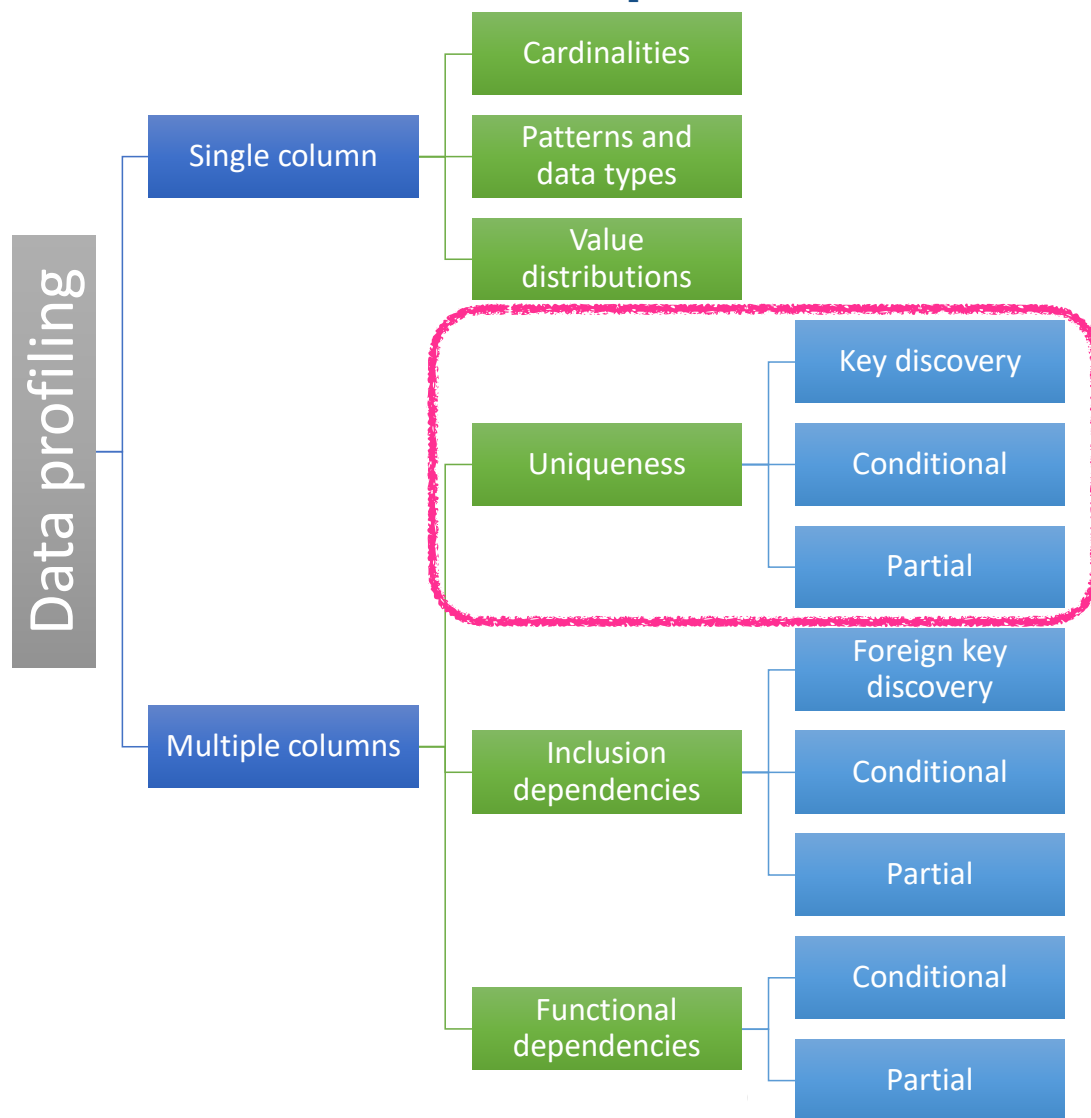 Data profiling
Single column
Cardinalities
Patterns and
data types
Value
distributions
Multiple columns
Uniqueness
Key discovery
Conditional
Partial
Inclusion
dependencies
Foreign key
discovery
Conditional
Partial
Functional
dependencies
Conditional
Partial